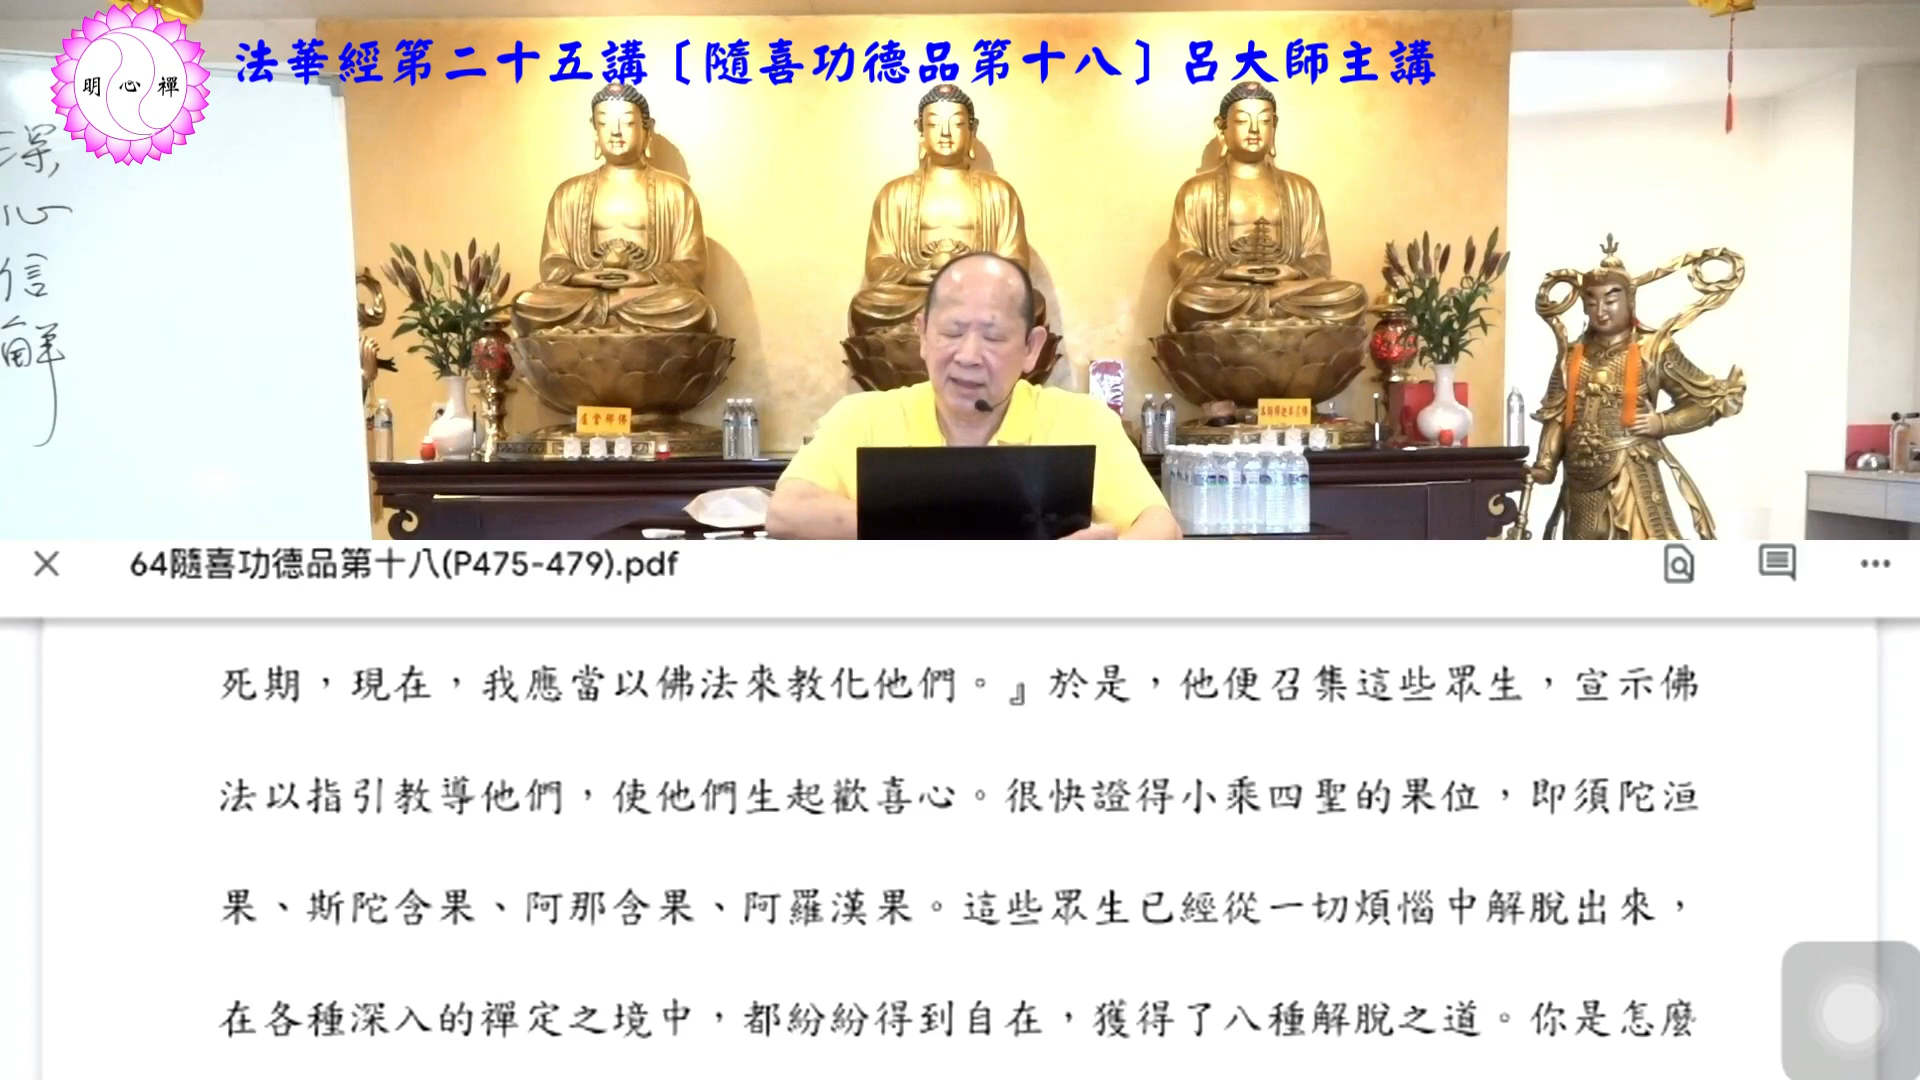 法華經第二十五講〔隨喜功德品第十八〕呂大師主講
明心禪
深
心
信
解
64隨喜功德品第十八(P475-479).pdf
死期，現在，我應當以佛法來教化他們。』於是，他便召集這些眾生，宣示佛
法以指引教導他們，使他們生起歡喜心。很快證得小乘四聖的果位，即須陀洹
果、斯陀含果、阿那含果、阿羅漢果。這些眾生已經從一切煩惱中解脫出來，
在各種深入的禪定之境中，都紛紛得到自在，獲得了八種解脫之道。你是怎麼